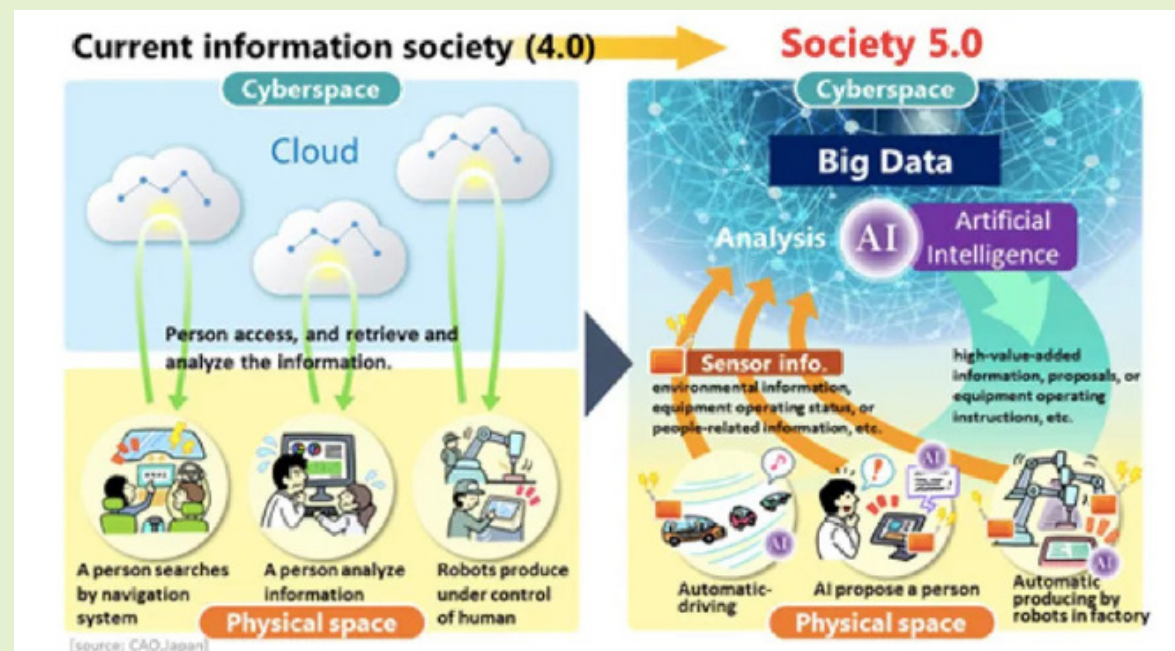 Current information society (4.0)
Society 5.0
Cyberspace
Cloud
Person access, and retrieve and
analyze the information.
A person searches
by navigation
system
A person analyze
information
Robots produce
under control
of human
Physical space
[source: CAO,Japan]
Cyberspace
Big Data
Analysis
AI
Artificial
Intelligence
Sensor info.
environmental information,
equipment operating status, or
people-related information, etc.
high-value-added
information, proposals, or
equipment operating
instructions, etc.
AI
AI
AI
Automatic-
driving
AI propose a person
Automatic
producing by
robots in factory
Physical space